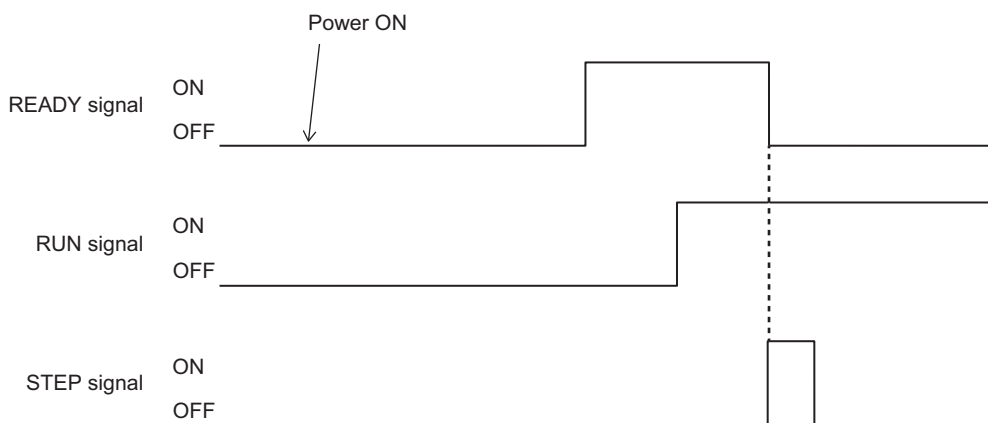 Power ON
READY signal
ON
OFF
RUN signal
ON
OFF
STEP signal
ON
OFF